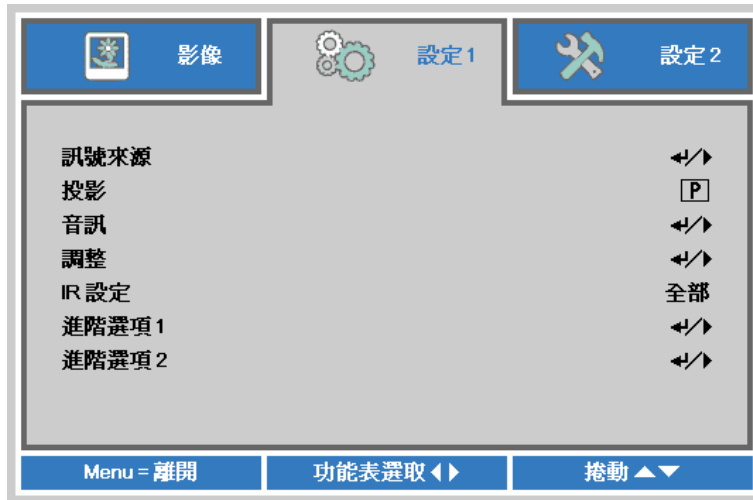 影像 設定1 設定2
訊號來源 ↵/▶
投影 P
音訊 ↵/▶
調整 ↵/▶
IR 設定 全部
進階選項1 ↵/▶
進階選項2 ↵/▶
Menu = 離開 功能表選取◀▶ 捲動▲▼